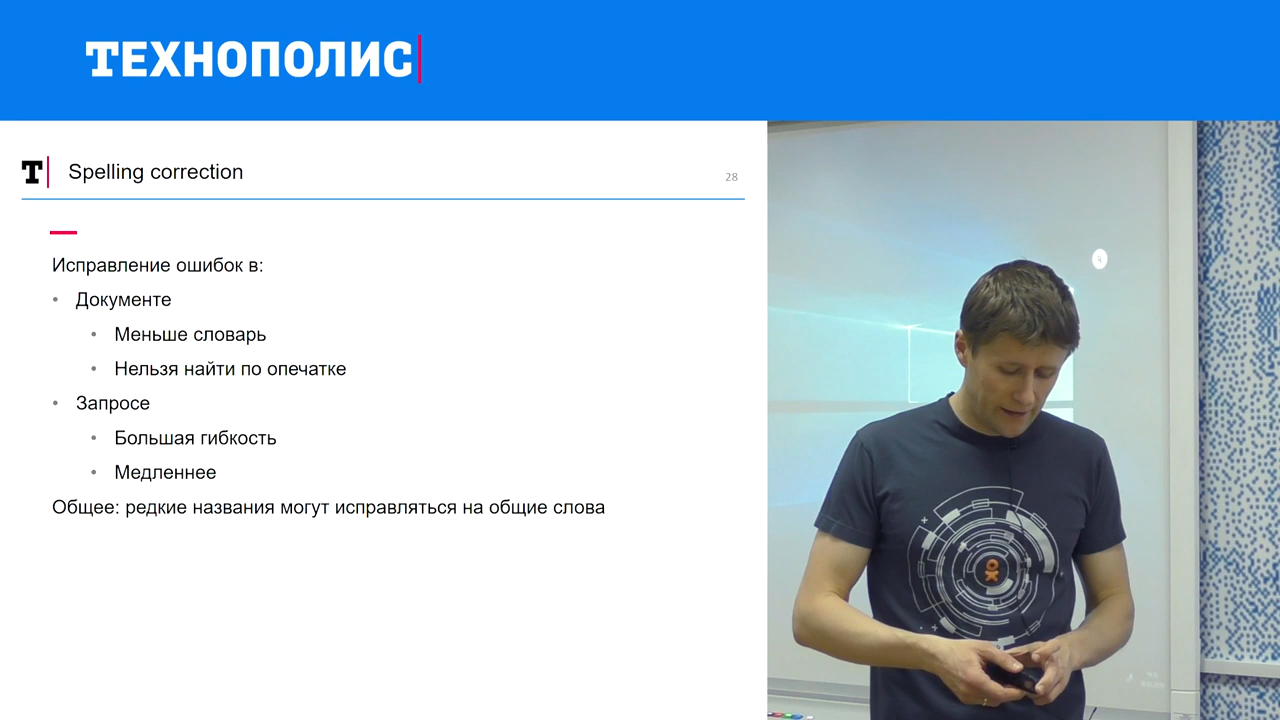 ТЕХНОПОЛИС
T Spelling correction
28
Исправление ошибок в:
• Документе
• Меньше словарь
• Нельзя найти по опечатке
• Запросе
• Большая гибкость
• Медленнее
Общее: редкие названия могут исправляться на общие слова